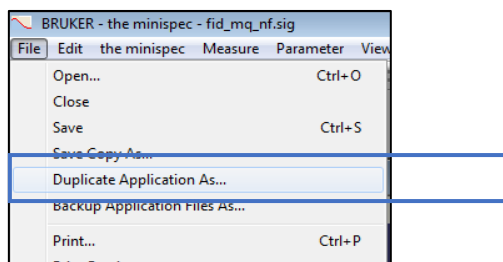 BRUKER - the minispec - fid_mq_nf.sig
File Edit the minispec Measure Parameter View
Open... Ctrl+O
Close
Save Ctrl+S
Save Copy As...
Duplicate Application As...
Backup Application Files As...
Print... Ctrl+P